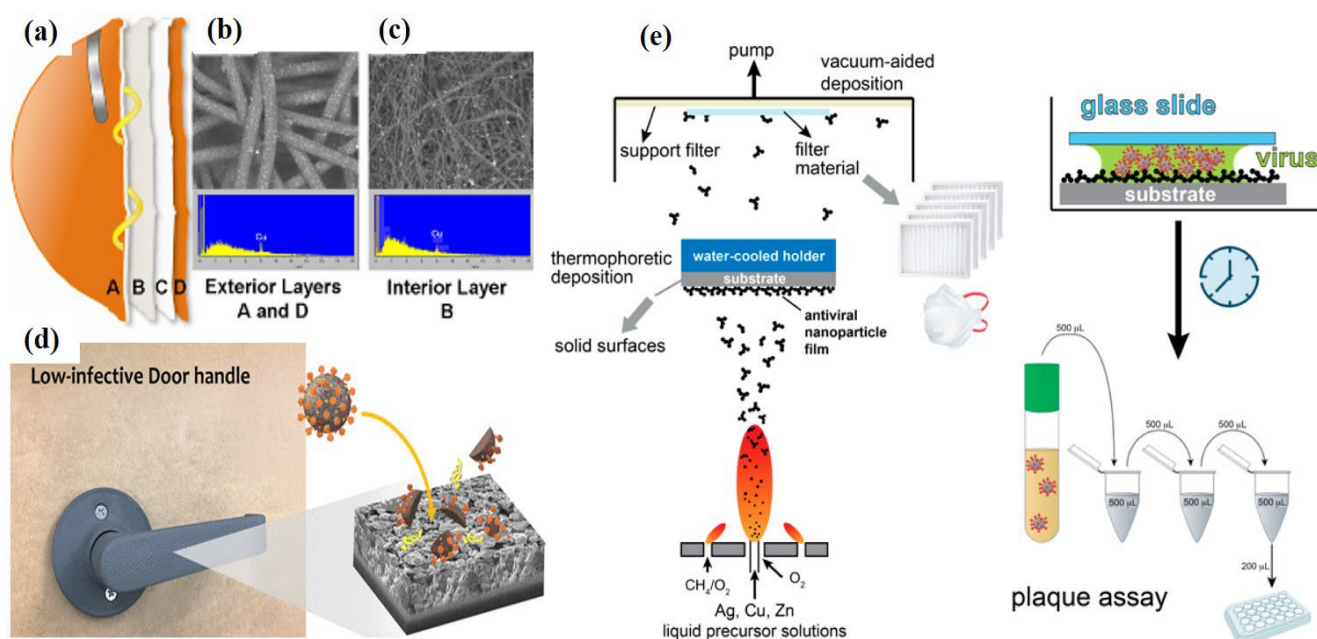 (a)
(b)
(c)
A
B
C
D
Cu
Cu
Exterior Layers
A and D
Interior Layer
B
(d)
Low-infective Door handle
(e)
pump
vacuum-aided
deposition
support filter
filter
material
thermophoretic
deposition
water-cooled holder
substrate
antiviral
nanoparticle
film
solid surfaces
CH₄/O₂
O₂
Ag, Cu, Zn
liquid precursor solutions
glass slide
virus
substrate
500 µL
500 µL
500 µL
500 µL
500 µL
500 µL
200 µL
plaque assay